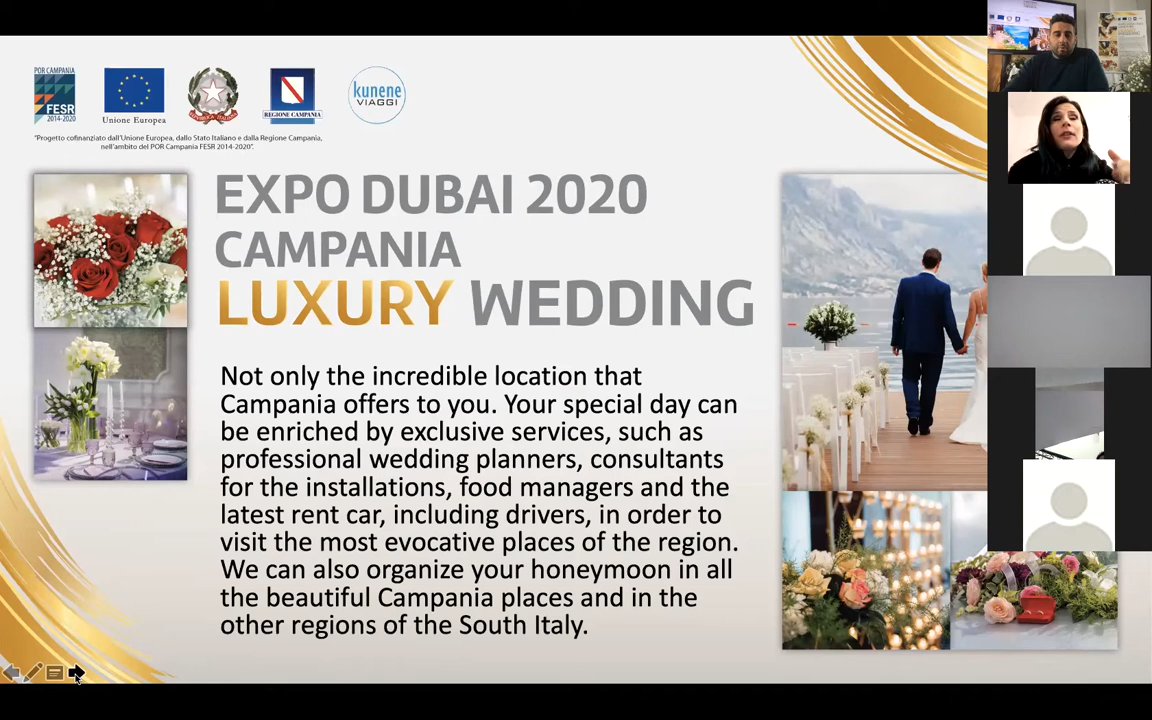 POR CAMPANIA
FESR
2014-2020
Unione Europea
REPVBBLICA ITALIANA
REGIONE CAMPANIA
kunene
VIAGGI
"Progetto cofinanziato dall'Unione Europea, dallo Stato Italiano e dalla Regione Campania,
nell'ambito del POR Campania FESR 2014-2020".
EXPO DUBAI 2020
CAMPANIA
LUXURY WEDDING
Not only the incredible location that
Campania offers to you. Your special day can
be enriched by exclusive services, such as
professional wedding planners, consultants
for the installations, food managers and the
latest rent car, including drivers, in order to
visit the most evocative places of the region.
We can also organize your honeymoon in all
the beautiful Campania places and in the
other regions of the South Italy.